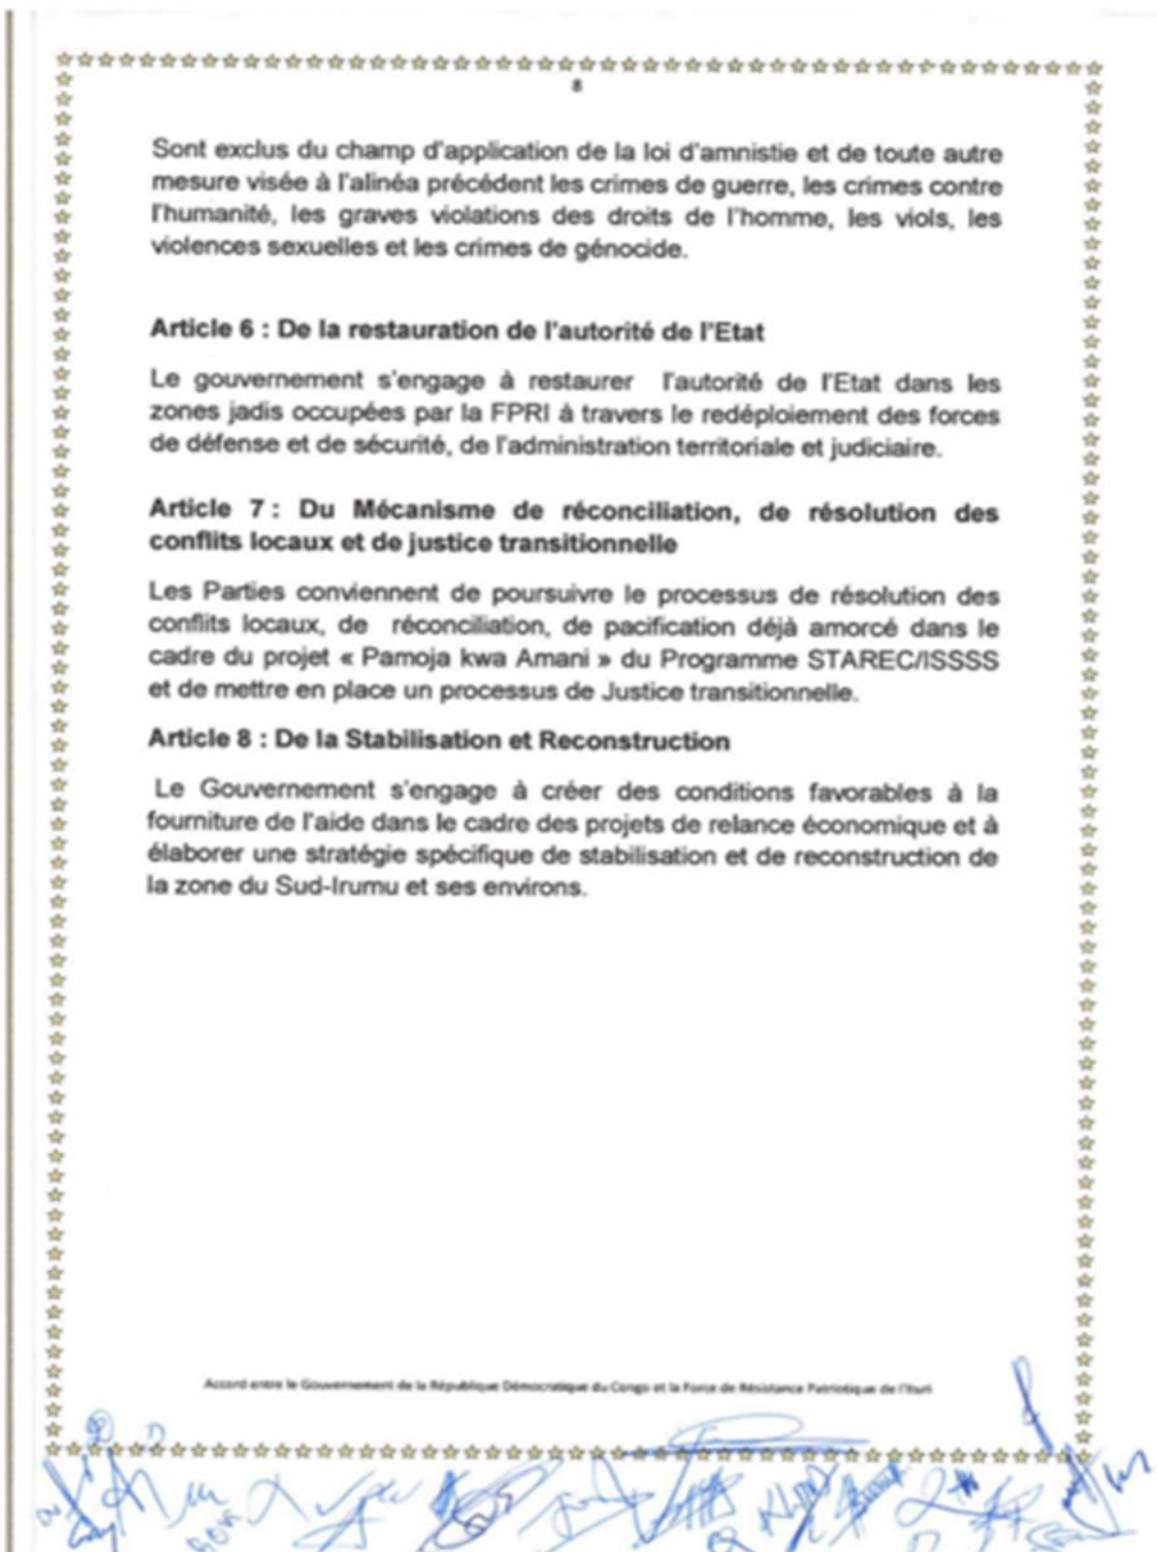 8
Sont exclus du champ d'application de la loi d'amnistie et de toute autre
mesure visée à l'alinéa précédent les crimes de guerre, les crimes contre
l'humanité, les graves violations des droits de l'homme, les viols, les
violences sexuelles et les crimes de génocide.
Article 6 : De la restauration de l'autorité de l'Etat
Le gouvernement s'engage à restaurer l'autorité de l'Etat dans les
zones jadis occupées par la FPRI à travers le redéploiement des forces
de défense et de sécurité, de l'administration territoriale et judiciaire.
Article 7 : Du Mécanisme de réconciliation, de résolution des
conflits locaux et de justice transitionnelle
Les Parties conviennent de poursuivre le processus de résolution des
conflits locaux, de réconciliation, de pacification déjà amorcé dans le
cadre du projet « Pamoja kwa Amani » du Programme STAREC/ISSSS
et de mettre en place un processus de Justice transitionnelle.
Article 8 : De la Stabilisation et Reconstruction
Le Gouvernement s'engage à créer des conditions favorables à la
fourniture de l'aide dans le cadre des projets de relance économique et à
élaborer une stratégie spécifique de stabilisation et de reconstruction de
la zone du Sud-Irumu et ses environs.
Accord entre le Gouvernement de la République Démocratique du Congo et la Force de Résistance Patriotique de l'Ituri